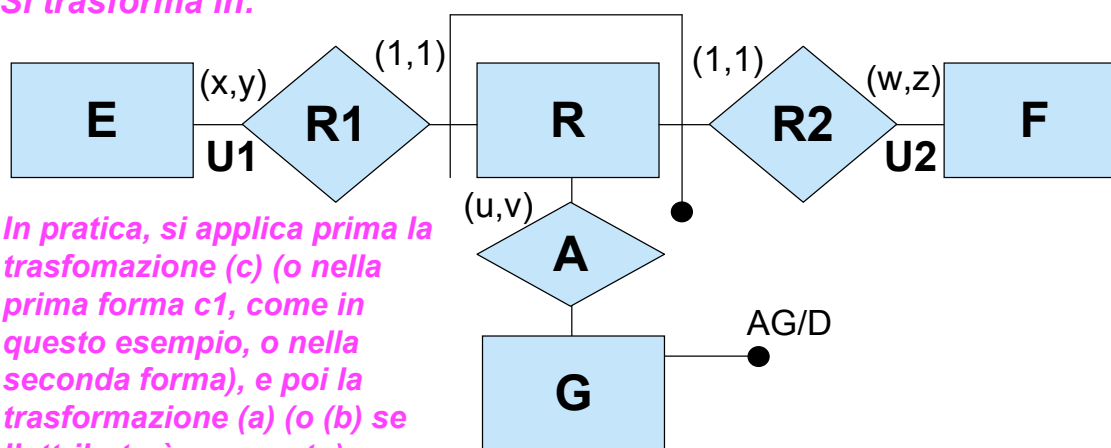 Si trasforma in:
(1,1)
(1,1)
(x,y)
(w,z)
E
R1
R
R2
F
U1
U2
(u,v)
In pratica, si applica prima la
trasfomazione (c) (o nella
A
prima forma c1, come in
questo esempio, o nella
AG/D
seconda forma), e poi la
G
trasformazione (a) (o (b) se